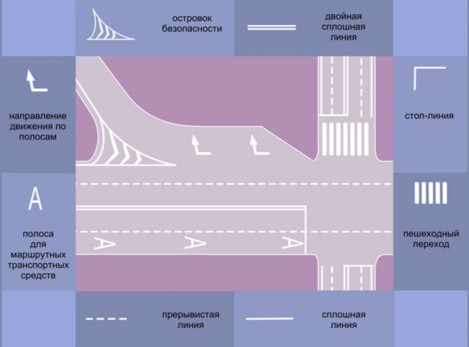 островок
безопасности
двойная
сплошная
линия
направление
движения по
полосам
стоп-линия
А
полоса
для
маршрутных
транспортных
средств
А
А
А
пешеходный
переход
прерывистая
линия
сплошная
линия